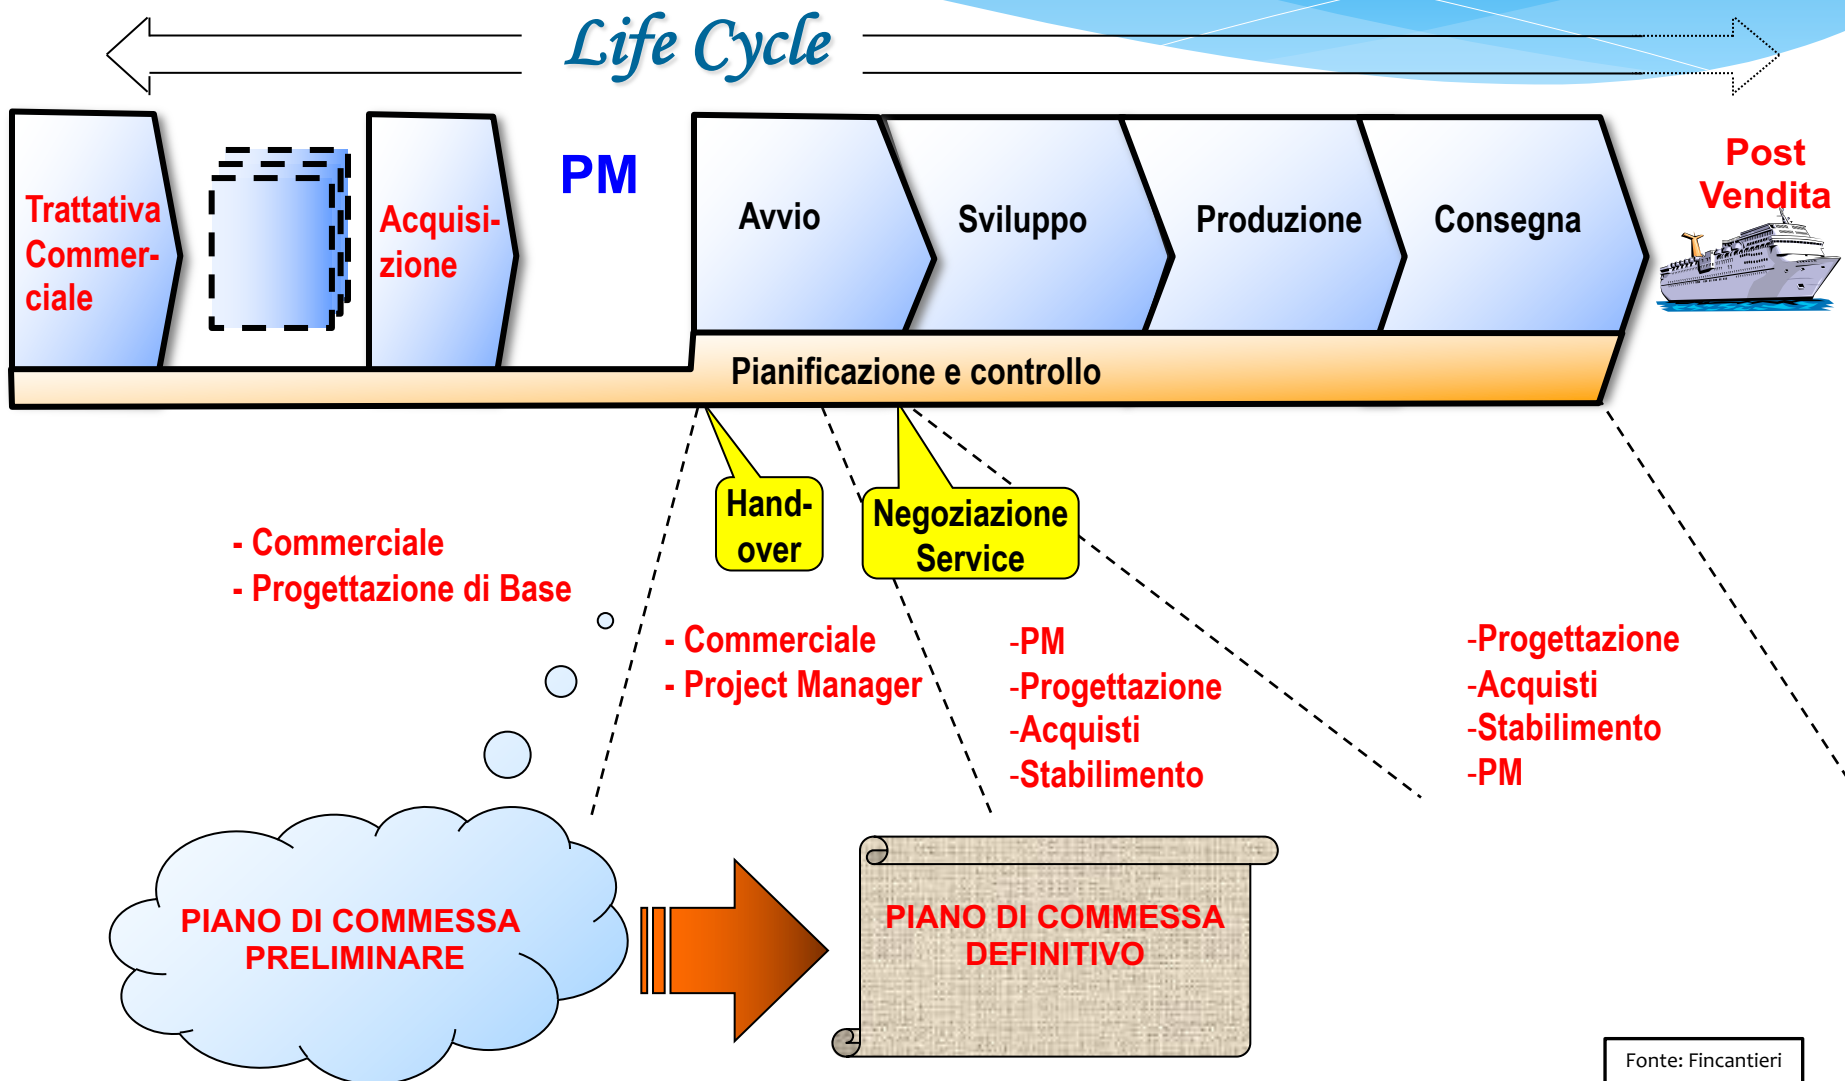 Life Cycle
Trattativa
Commer-
ciale
Acquisi-
zione
PM
Avvio
Sviluppo
Produzione
Consegna
Post
Vendita
Pianificazione e controllo
Hand-
over
Negoziazione
Service
- Commerciale
- Progettazione di Base
- Commerciale
- Project Manager
-PM
-Progettazione
-Acquisti
-Stabilimento
-Progettazione
-Acquisti
-Stabilimento
-PM
PIANO DI COMMESSA
PRELIMINARE
PIANO DI COMMESSA
DEFINITIVO
Fonte: Fincantieri